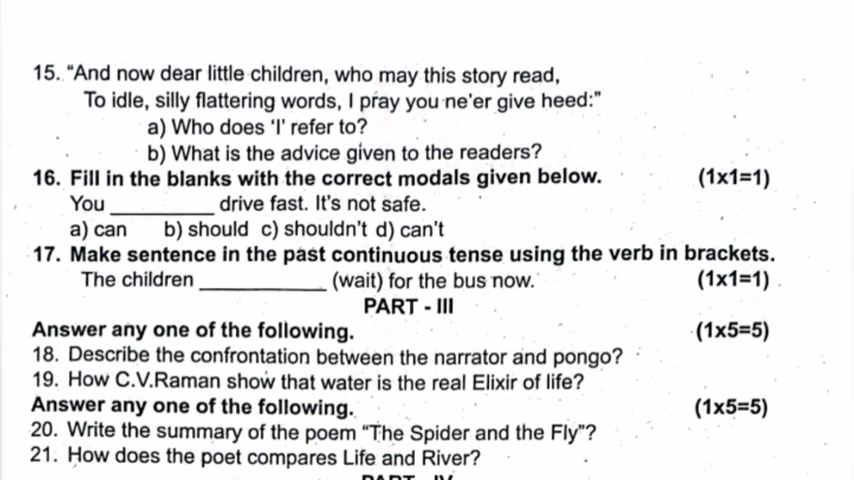 15. "And now dear little children, who may this story read,
To idle, silly flattering words, I pray you ne'er give heed:"
a) Who does 'I' refer to?
b) What is the advice given to the readers?
16. Fill in the blanks with the correct modals given below. (1x1=1)
You _________ drive fast. It's not safe.
a) can b) should c) shouldn't d) can't
17. Make sentence in the past continuous tense using the verb in brackets.
The children ___________ (wait) for the bus now. (1x1=1)
PART - III
Answer any one of the following. (1x5=5)
18. Describe the confrontation between the narrator and pongo?
19. How C.V.Raman show that water is the real Elixir of life?
Answer any one of the following. (1x5=5)
20. Write the summary of the poem "The Spider and the Fly"?
21. How does the poet compares Life and River?
PART - IV